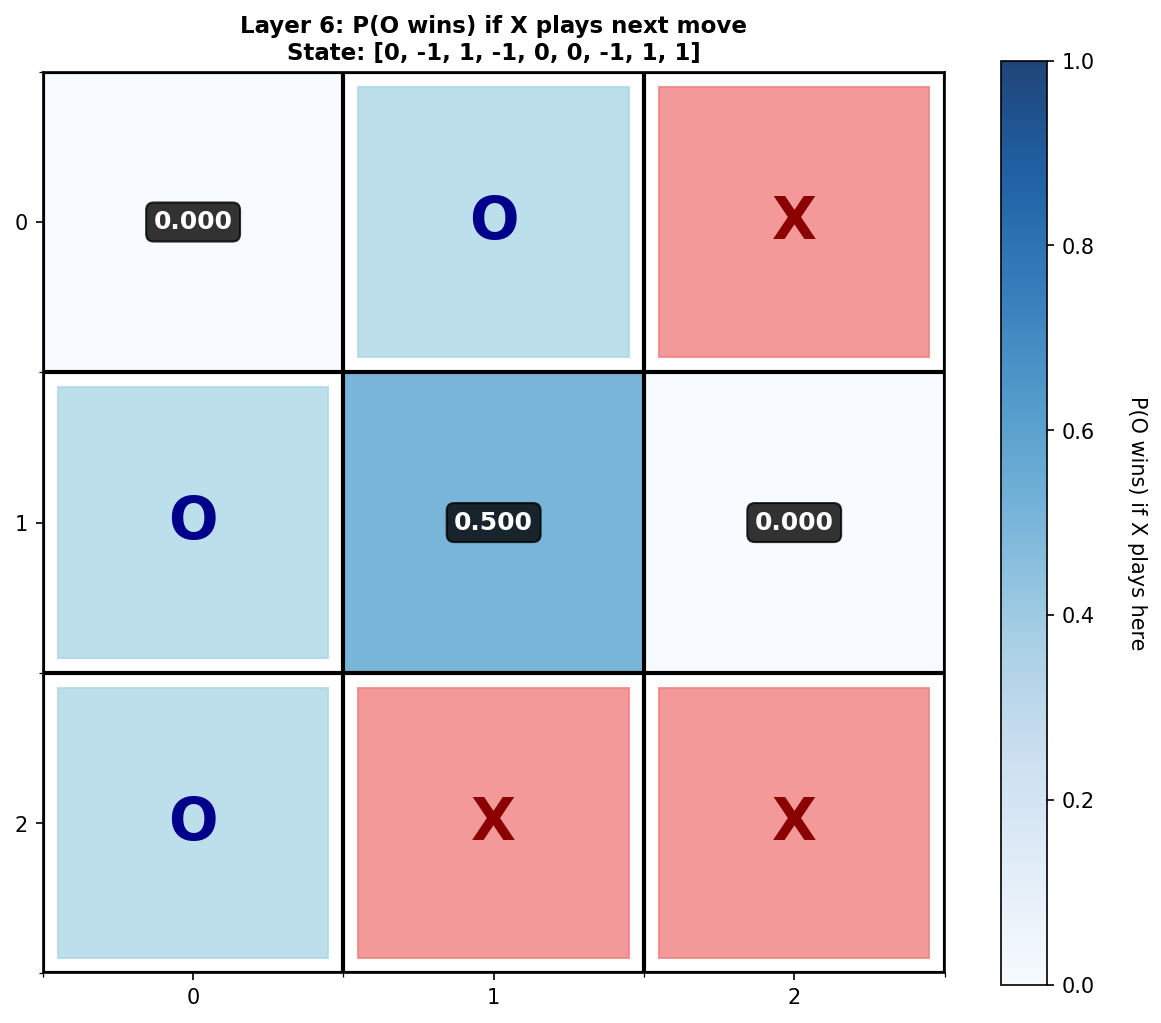 Layer 6: P(O wins) if X plays next move
State: [0, -1, 1, -1, 0, 0, -1, 1, 1]
0
0.000
O
X
1
O
0.500
0.000
2
O
X
X
0
1
2
1.0
0.8
0.6
0.4
0.2
0.0
P(O wins) if X plays here